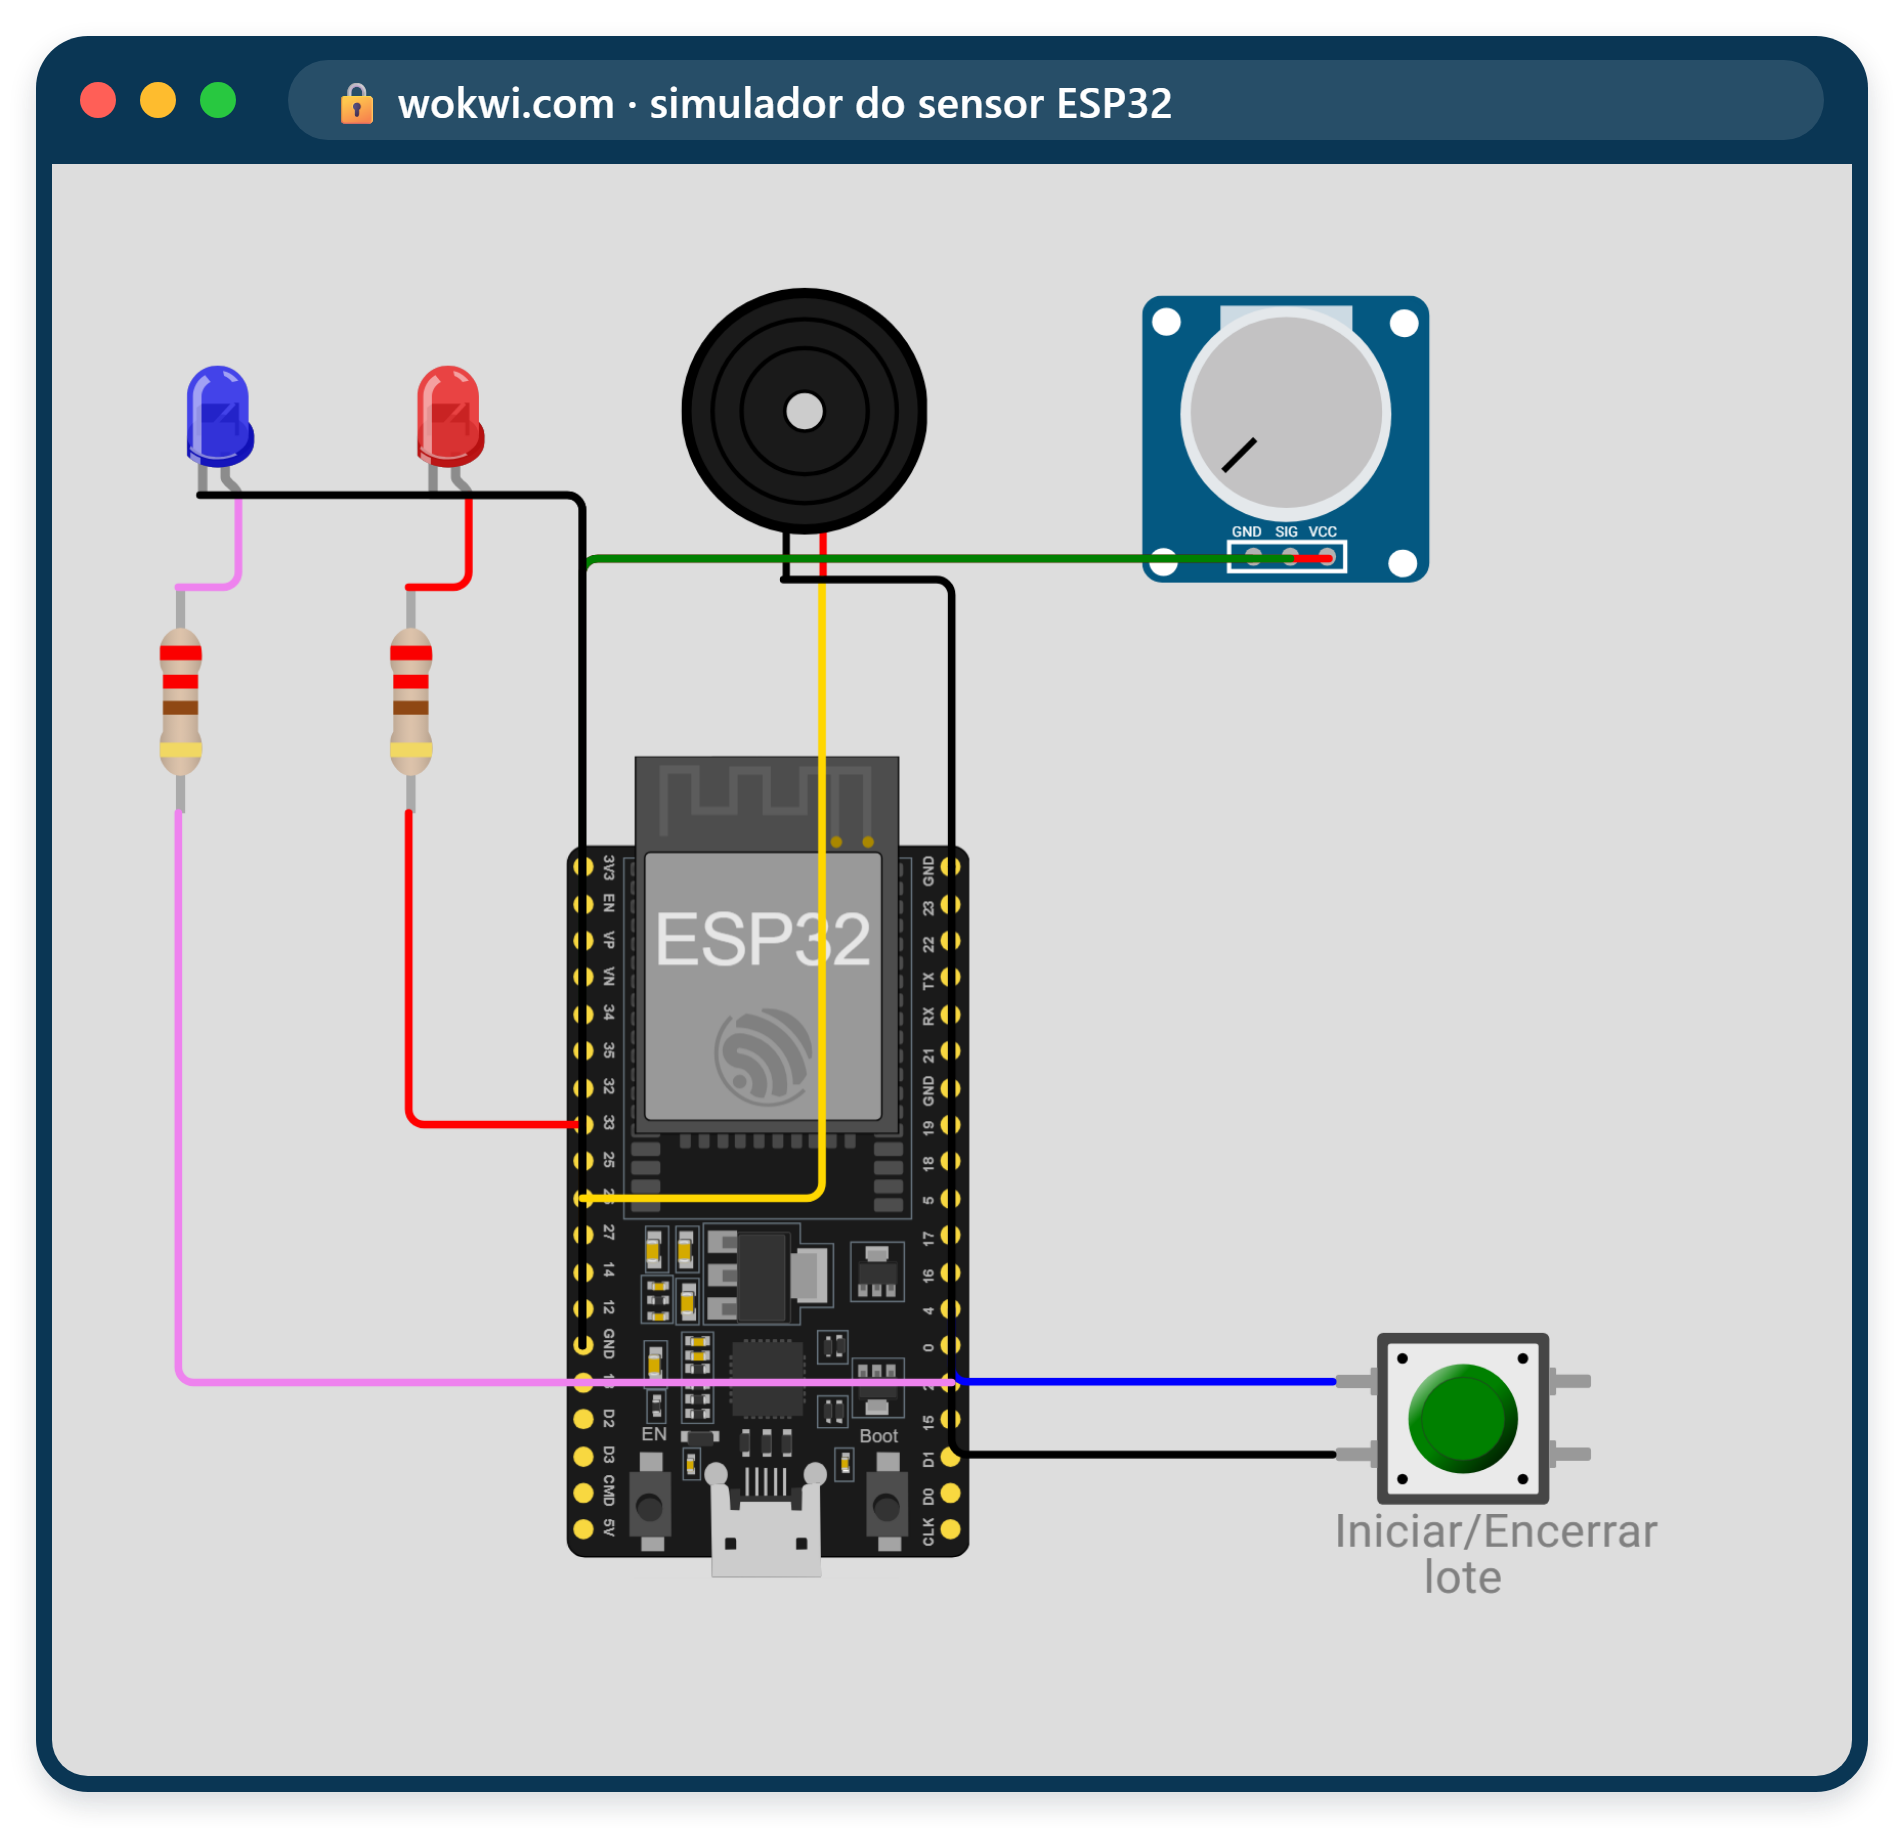 wokwi.com · simulador do sensor ESP32
GND SIG VCC
ESP32
3V3
EN
VP
VN
34
35
32
33
25
27
14
12
GND
D2
D3
CMD
5V
GND
23
22
TX
RX
21
GND
19
18
5
17
16
4
0
15
D1
D0
CLK
EN
Boot
Iniciar/Encerrar
lote